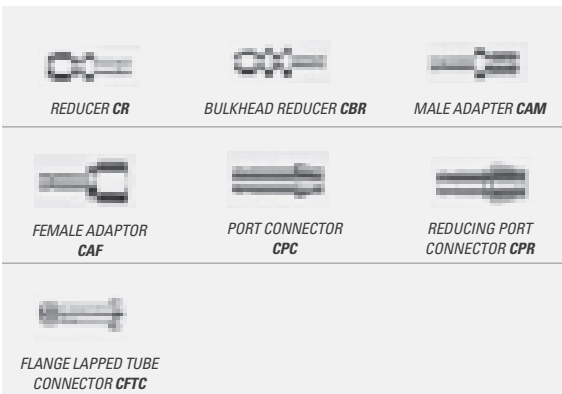 REDUCER CR
BULKHEAD REDUCER CBR
MALE ADAPTER CAM
FEMALE ADAPTOR
CAF
PORT CONNECTOR
CPC
REDUCING PORT
CONNECTOR CPR
FLANGE LAPPED TUBE
CONNECTOR CFTC